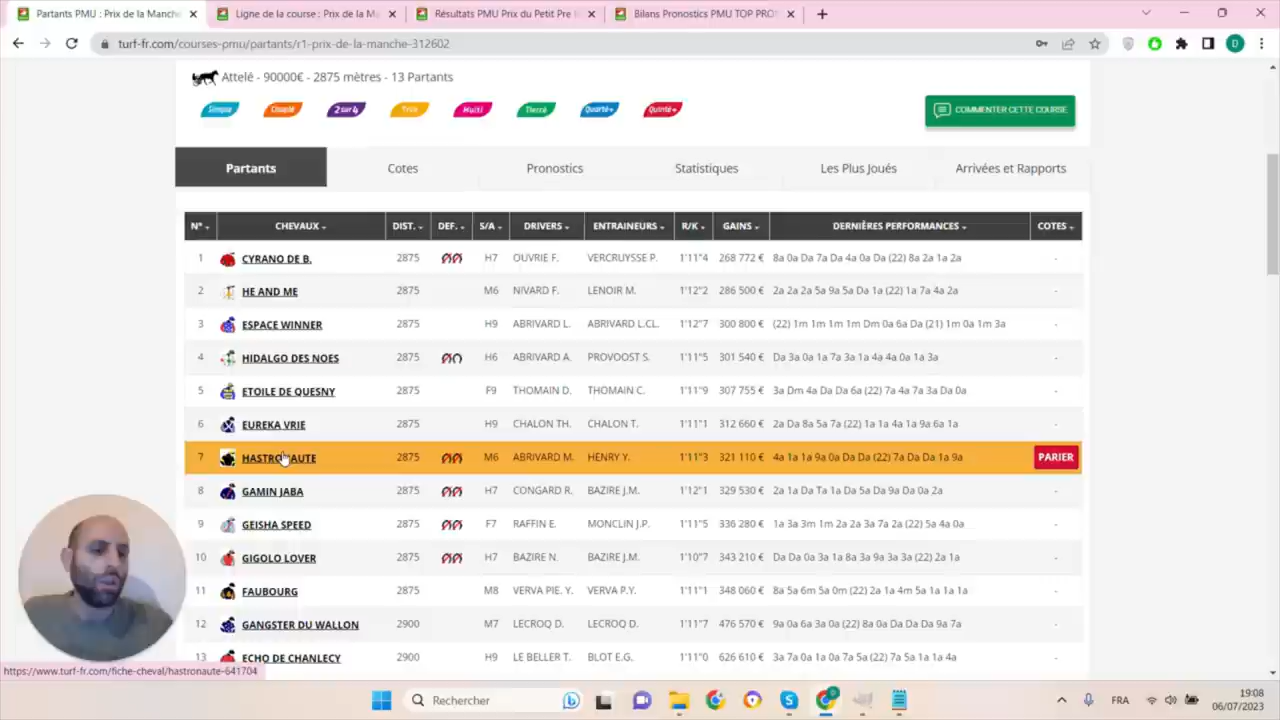 Partants PMU : Prix de la Manche
Ligne de la course : Prix de la M
Résultats PMU Prix du Petit Pre
Bilans Pronostics PMU TOP PRO
turf-fr.com/courses-pmu/partants/r1-prix-de-la-manche-312602
D
Attelé - 90000€ - 2875 mètres - 13 Partants
Simple Couplé 2 sur 4 Trio Multi Tiercé Quarté+ Quinté+
COMMENTER CETTE COURSE
Partants Cotes Pronostics Statistiques Les Plus Joués Arrivées et Rapports
N° CHEVAUX DIST. DEF. S/A DRIVERS ENTRAINEURS R/K GAINS DERNIÈRES PERFORMANCES COTES
1 CYRANO DE B. 2875 H7 OUVRIE F. VERCRUYSSE P. 1'11"4 268 772 € 8a 0a Da 7a Da 4a 0a Da (22) 8a 2a 1a 2a -
2 HE AND ME 2875 M6 NIVARD F. LENOIR M. 1'12"2 286 500 € 2a 2a 2a 5a 9a 5a Da 1a (22) 1a 7a 4a 2a -
3 ESPACE WINNER 2875 H9 ABRIVARD L. ABRIVARD L.CL. 1'12"7 300 800 € (22) 1m 1m 1m 1m Dm 0a 6a Da (21) 1m 0a 1m 3a -
4 HIDALGO DES NOES 2875 H6 ABRIVARD A. PROVOOST S. 1'11"5 301 540 € Da 3a 0a 1a 7a 3a 1a 4a 4a 0a 1a 3a -
5 ETOILE DE QUESNY 2875 F9 THOMAIN D. THOMAIN C. 1'11"9 307 755 € 3a Dm 4a Da Da 6a (22) 7a 4a 7a 3a Da 0a -
6 EUREKA VRIE 2875 H9 CHALON TH. CHALON T. 1'11"1 312 660 € 2a Da 8a 5a 7a (22) 1a 1a 4a 1a 9a 6a 1a -
7 HASTRONAUTE 2875 M6 ABRIVARD M. HENRY Y. 1'11"3 321 110 € 4a 1a 1a 9a 0a Da Da (22) 7a Da Da 1a 9a PARIER
8 GAMIN JABA 2875 H7 CONGARD R. BAZIRE J.M. 1'12"1 329 530 € 2a 1a Da Ta 1a Da 5a Da 9a Da 0a 2a -
9 GEISHA SPEED 2875 F7 RAFFIN E. MONCLIN J.P. 1'11"5 336 280 € 1a 3a 3m 1m 2a 2a 3a 7a 2a (22) 5a 4a 0a -
10 GIGOLO LOVER 2875 H7 BAZIRE N. BAZIRE J.M. 1'10"7 343 210 € Da Da 0a 3a 1a 8a 3a 9a 3a 3a (22) 2a 1a -
11 FAUBOURG 2875 M8 VERVA PIE. Y. VERVA P.Y. 1'11"1 348 060 € 8a 5a 6m 5a 0m (22) 2a 1a 4m 5a 1a 1a 1a -
12 GANGSTER DU WALLON 2900 M7 LECROQ D. LECROQ D. 1'11"7 476 570 € 9a 0a 6a 3a 0a (22) 8a 0a Da Da Da 9a 7a -
13 ECHO DE CHANLECY 2900 H9 LE BELLER T. BLOT E.G. 1'11"0 626 610 € 3a 7a 0a 1a 0a 7a 5a (22) 7a 5a 1a 1a 4a -
https://www.turf-fr.com/fiche-cheval/hastronaute-641704
Rechercher
FRA
19:08
06/07/2023